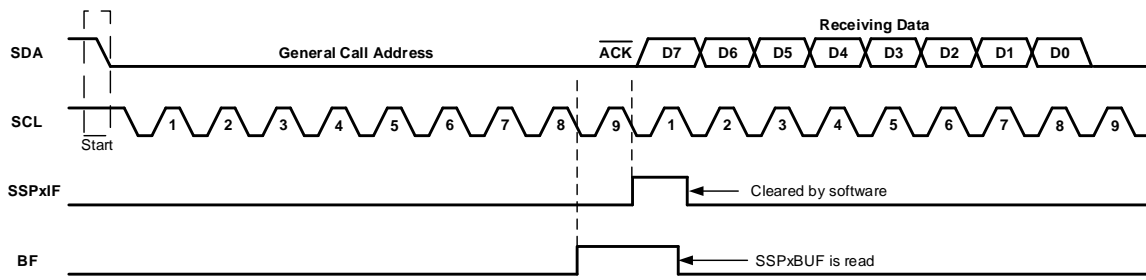 Receiving Data
SDA General Call Address ACK D7 D6 D5 D4 D3 D2 D1 D0
SCL 1 2 3 4 5 6 7 8 9 1 2 3 4 5 6 7 8 9
Start
SSPxIF Cleared by software
BF SSPxBUF is read